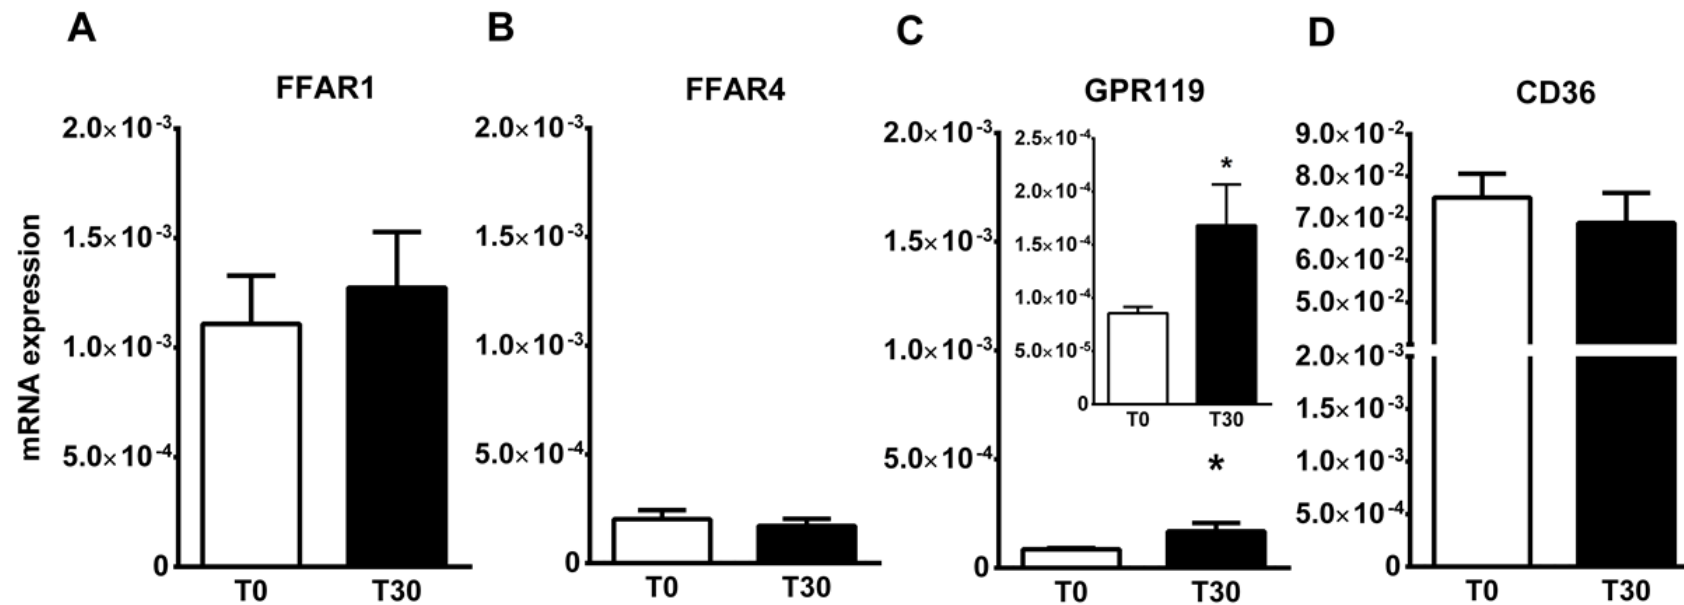 A
FFAR1
mRNA expression
2.0×10⁻³
1.5×10⁻³
1.0×10⁻³
5.0×10⁻⁴
0
T0 T30
B
FFAR4
2.0×10⁻³
1.5×10⁻³
1.0×10⁻³
5.0×10⁻⁴
0
T0 T30
C
GPR119
2.0×10⁻³
1.5×10⁻³
1.0×10⁻³
5.0×10⁻⁴
0
*
T0 T30
2.5×10⁻⁴
2.0×10⁻⁴
1.5×10⁻⁴
1.0×10⁻⁴
5.0×10⁻⁵
0
*
T0 T30
D
CD36
9.0×10⁻²
8.0×10⁻²
7.0×10⁻²
6.0×10⁻²
5.0×10⁻²
2.0×10⁻³
1.5×10⁻³
1.0×10⁻³
5.0×10⁻⁴
0
T0 T30